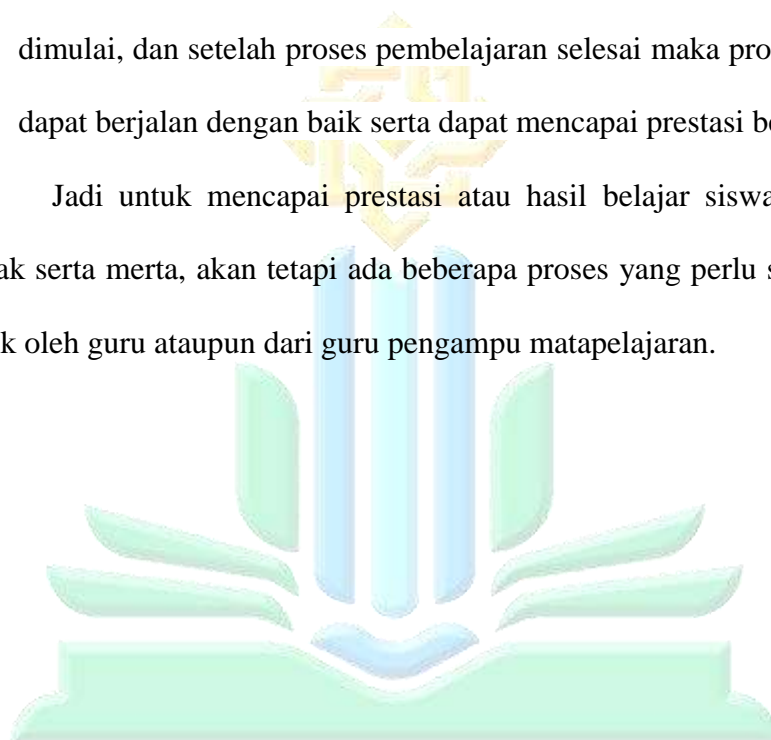 dimulai, dan setelah proses pembelajaran selesai maka pro
dapat berjalan dengan baik serta dapat mencapai prestasi be
Jadi untuk mencapai prestasi atau hasil belajar siswa
ak serta merta, akan tetapi ada beberapa proses yang perlu s
k oleh guru ataupun dari guru pengampu matapelajaran.